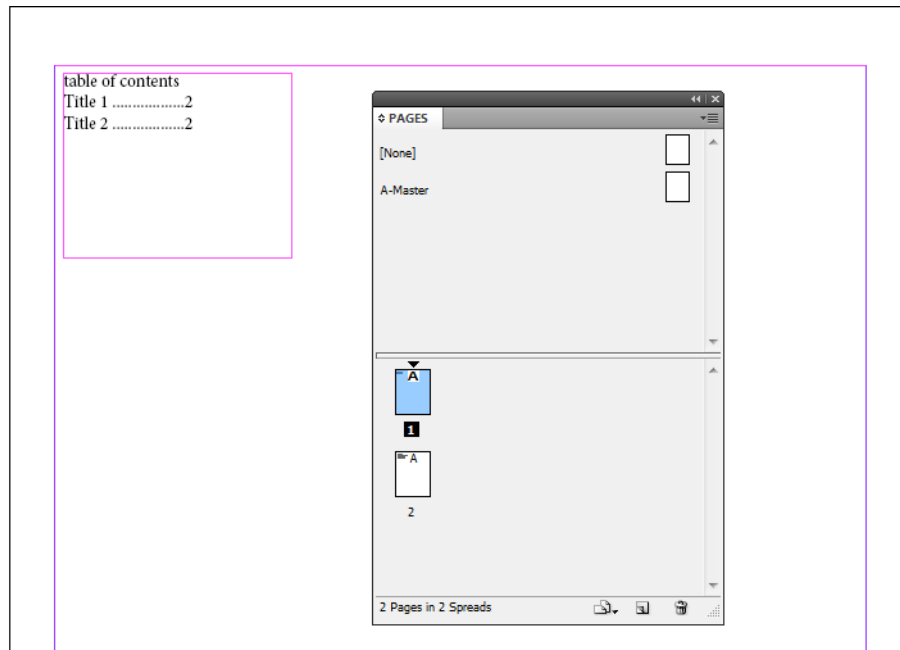 table of contents
Title 1 ..................2
Title 2 ..................2
PAGES
[None]
A-Master
A
1
A
2
2 Pages in 2 Spreads